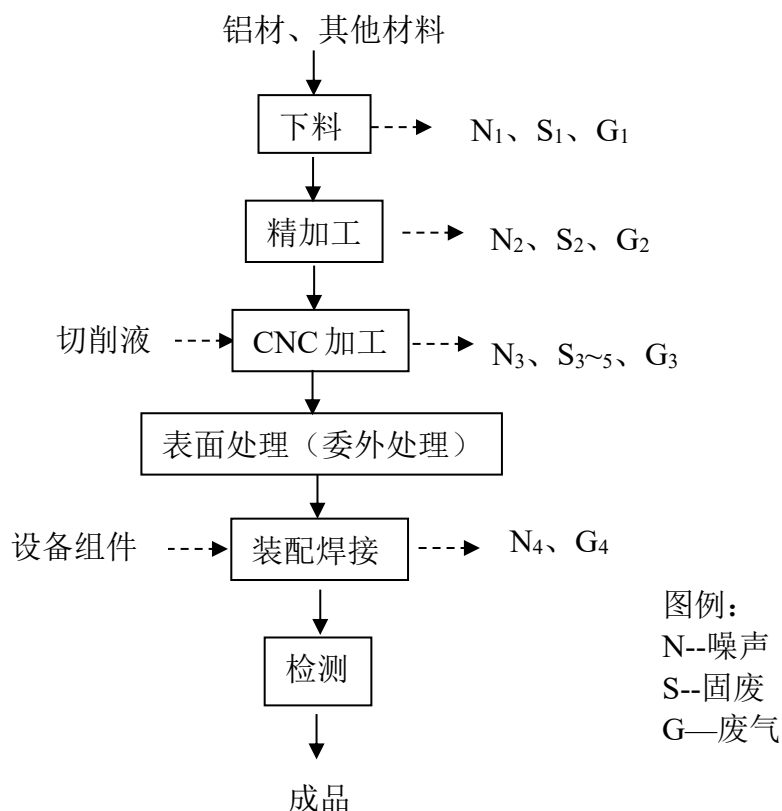 铝材、其他材料
下料
N₁、S₁、G₁
精加工
N₂、S₂、G₂
切削液
CNC 加工
N₃、S₃~₅、G₃
表面处理（委外处理）
设备组件
装配焊接
N₄、G₄
图例：
N--噪声
S--固废
G—废气
检测
成品